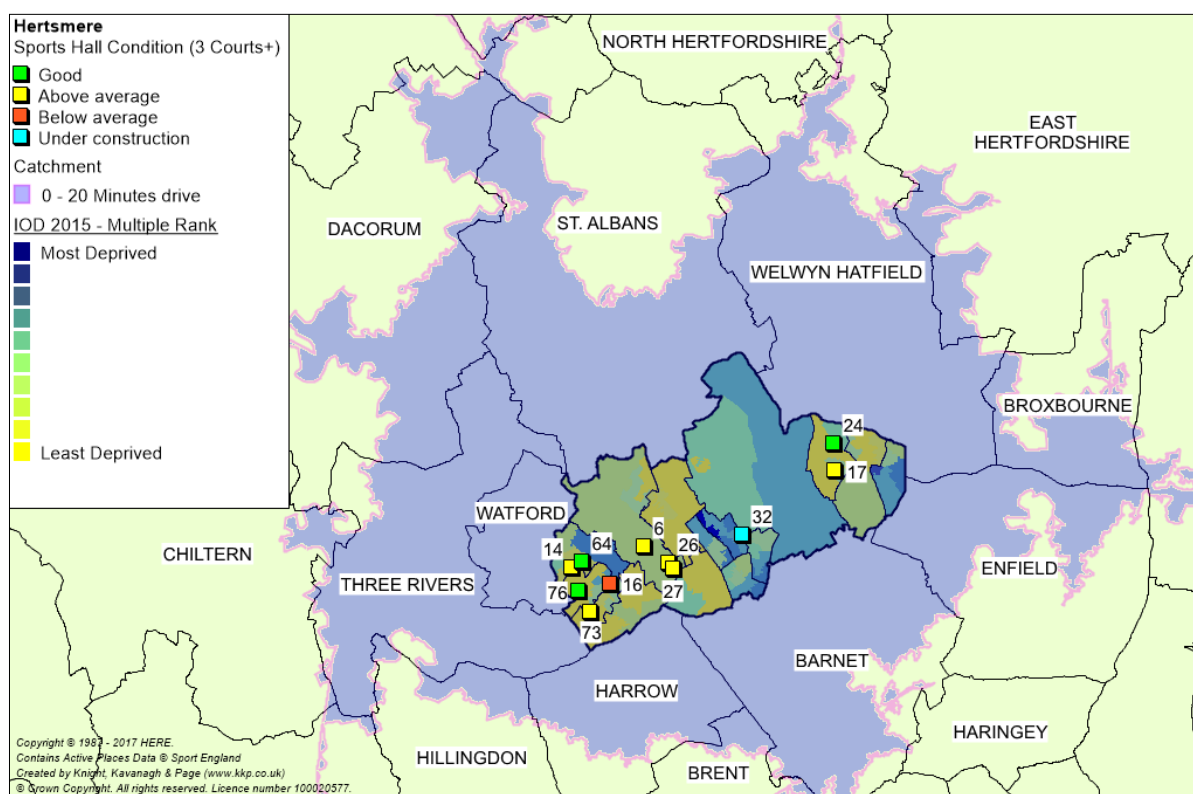 Hertsmere
Sports Hall Condition (3 Courts+)
Good
Above average
Below average
Under construction
Catchment
0 - 20 Minutes drive
IOD 2015 - Multiple Rank
Most Deprived
Least Deprived
NORTH HERTFORDSHIRE
EAST
HERTFORDSHIRE
DACORUM
ST. ALBANS
WELWYN HATFIELD
BROXBOURNE
24
17
WATFORD
32
6
14
64
26
CHILTERN
THREE RIVERS
ENFIELD
76
16
27
73
BARNET
HARROW
HARINGEY
HILLINGDON
BRENT
Copyright © 1983 - 2017 HERE.
Contains Active Places Data © Sport England
Created by Knight, Kavanagh & Page (www.kkp.co.uk)
© Crown Copyright. All rights reserved. Licence number 100020577.